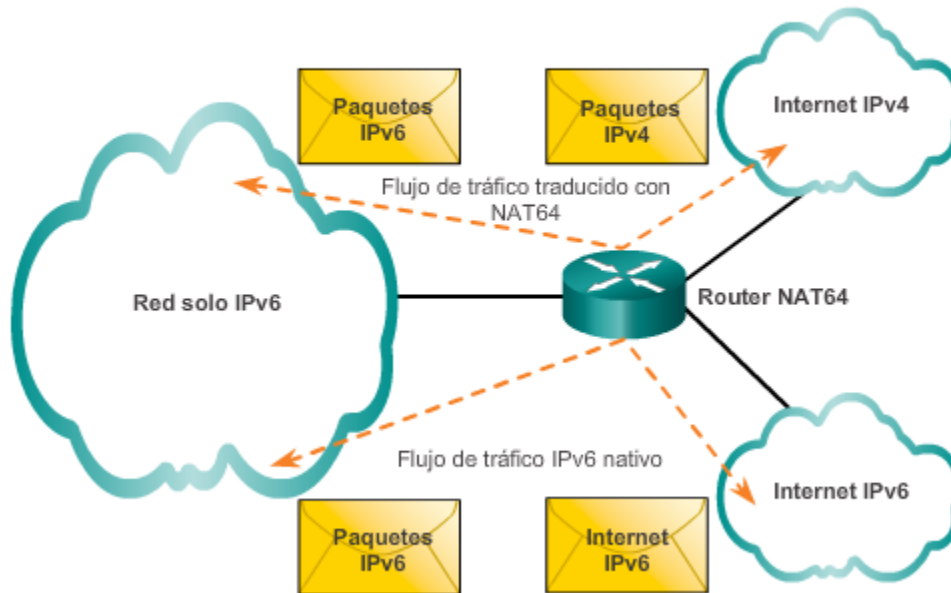 Paquetes
IPv6
Paquetes
IPv4
Internet IPv4
Flujo de tráfico traducido con
NAT64
Red solo IPv6
Router NAT64
Flujo de tráfico IPv6 nativo
Internet IPv6
Paquetes
IPv6
Internet
IPv6